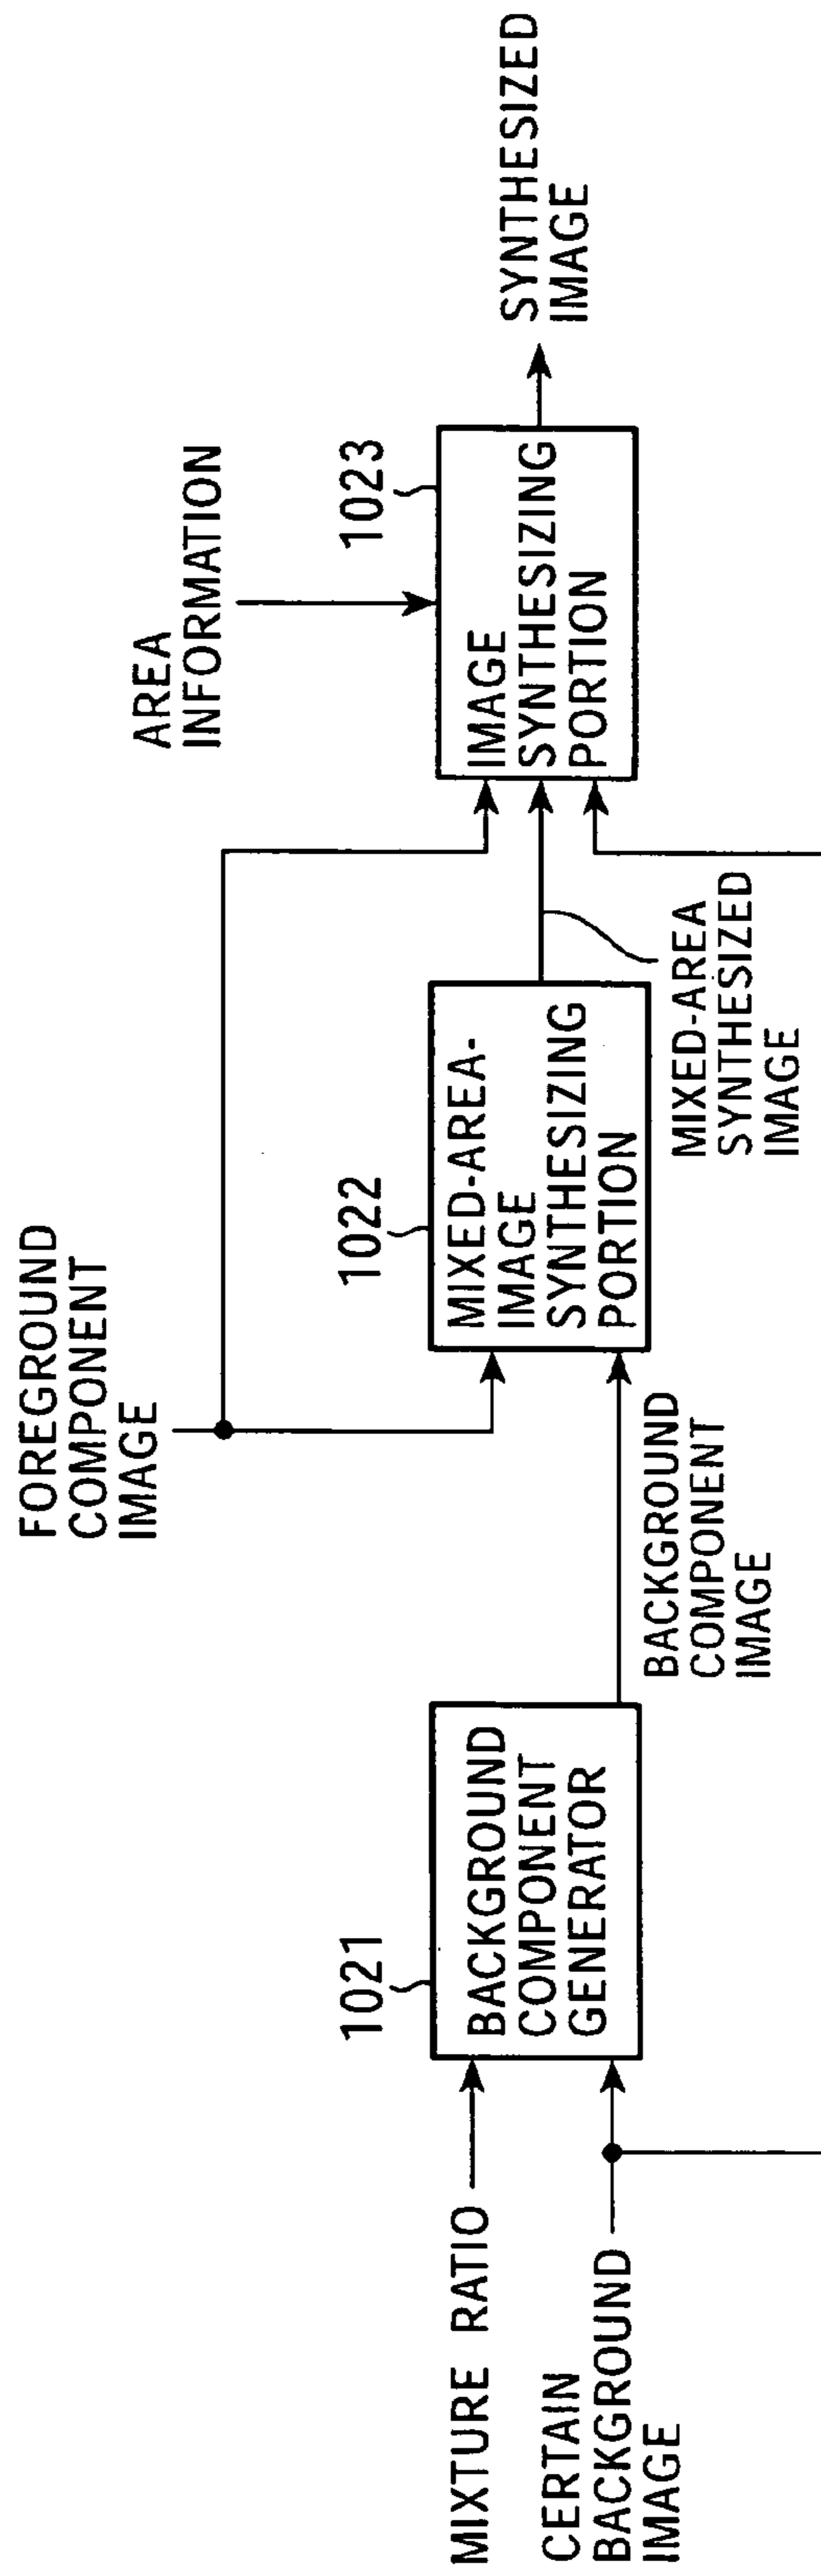 FOREGROUND
COMPONENT
IMAGE
AREA
INFORMATION
1021
1022
1023
MIXTURE RATIO
CERTAIN
BACKGROUND
IMAGE
BACKGROUND
COMPONENT
GENERATOR
BACKGROUND
COMPONENT
IMAGE
MIXED-AREA-
IMAGE
SYNTHESIZING
PORTION
MIXED-AREA
SYNTHESIZED
IMAGE
IMAGE
SYNTHESIZING
PORTION
SYNTHESIZED
IMAGE